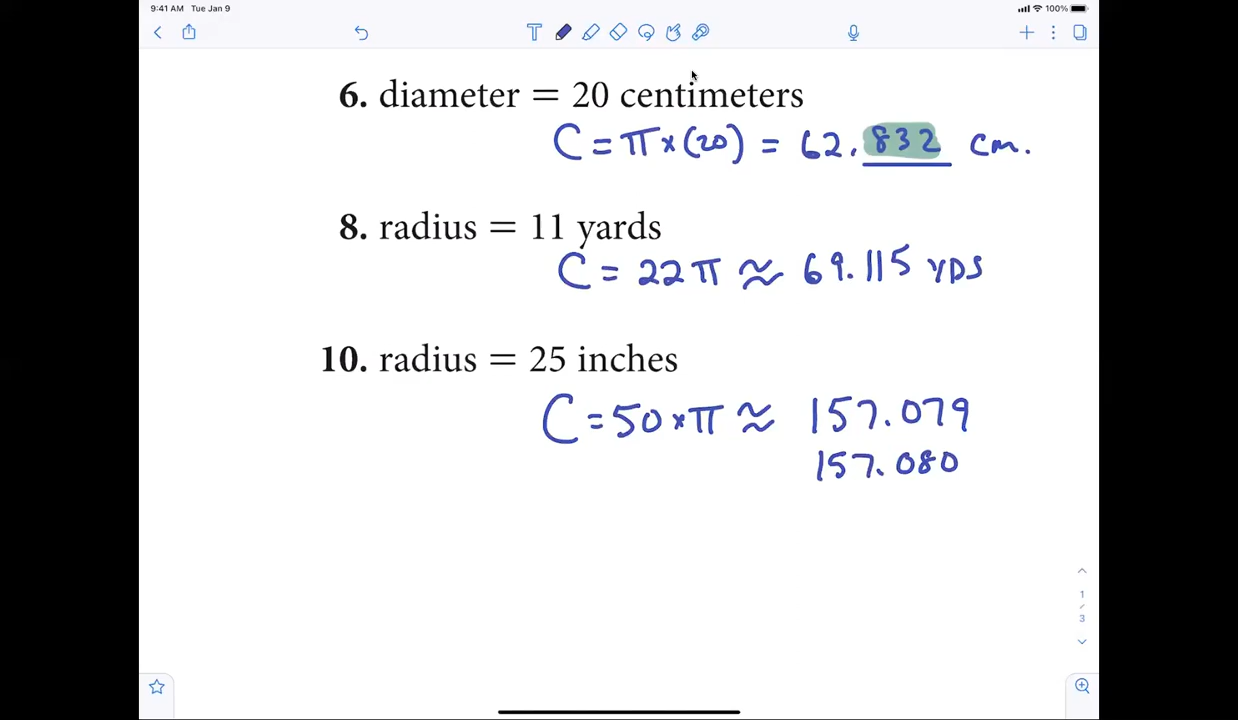 9:41 AM Tue Jan 9
100%
6. diameter = 20 centimeters
C = π × (20) = 62.832 cm.
8. radius = 11 yards
C = 22π ≈ 69.115 YDS
10. radius = 25 inches
C = 50 × π ≈ 157.079
157.080
1
/
3